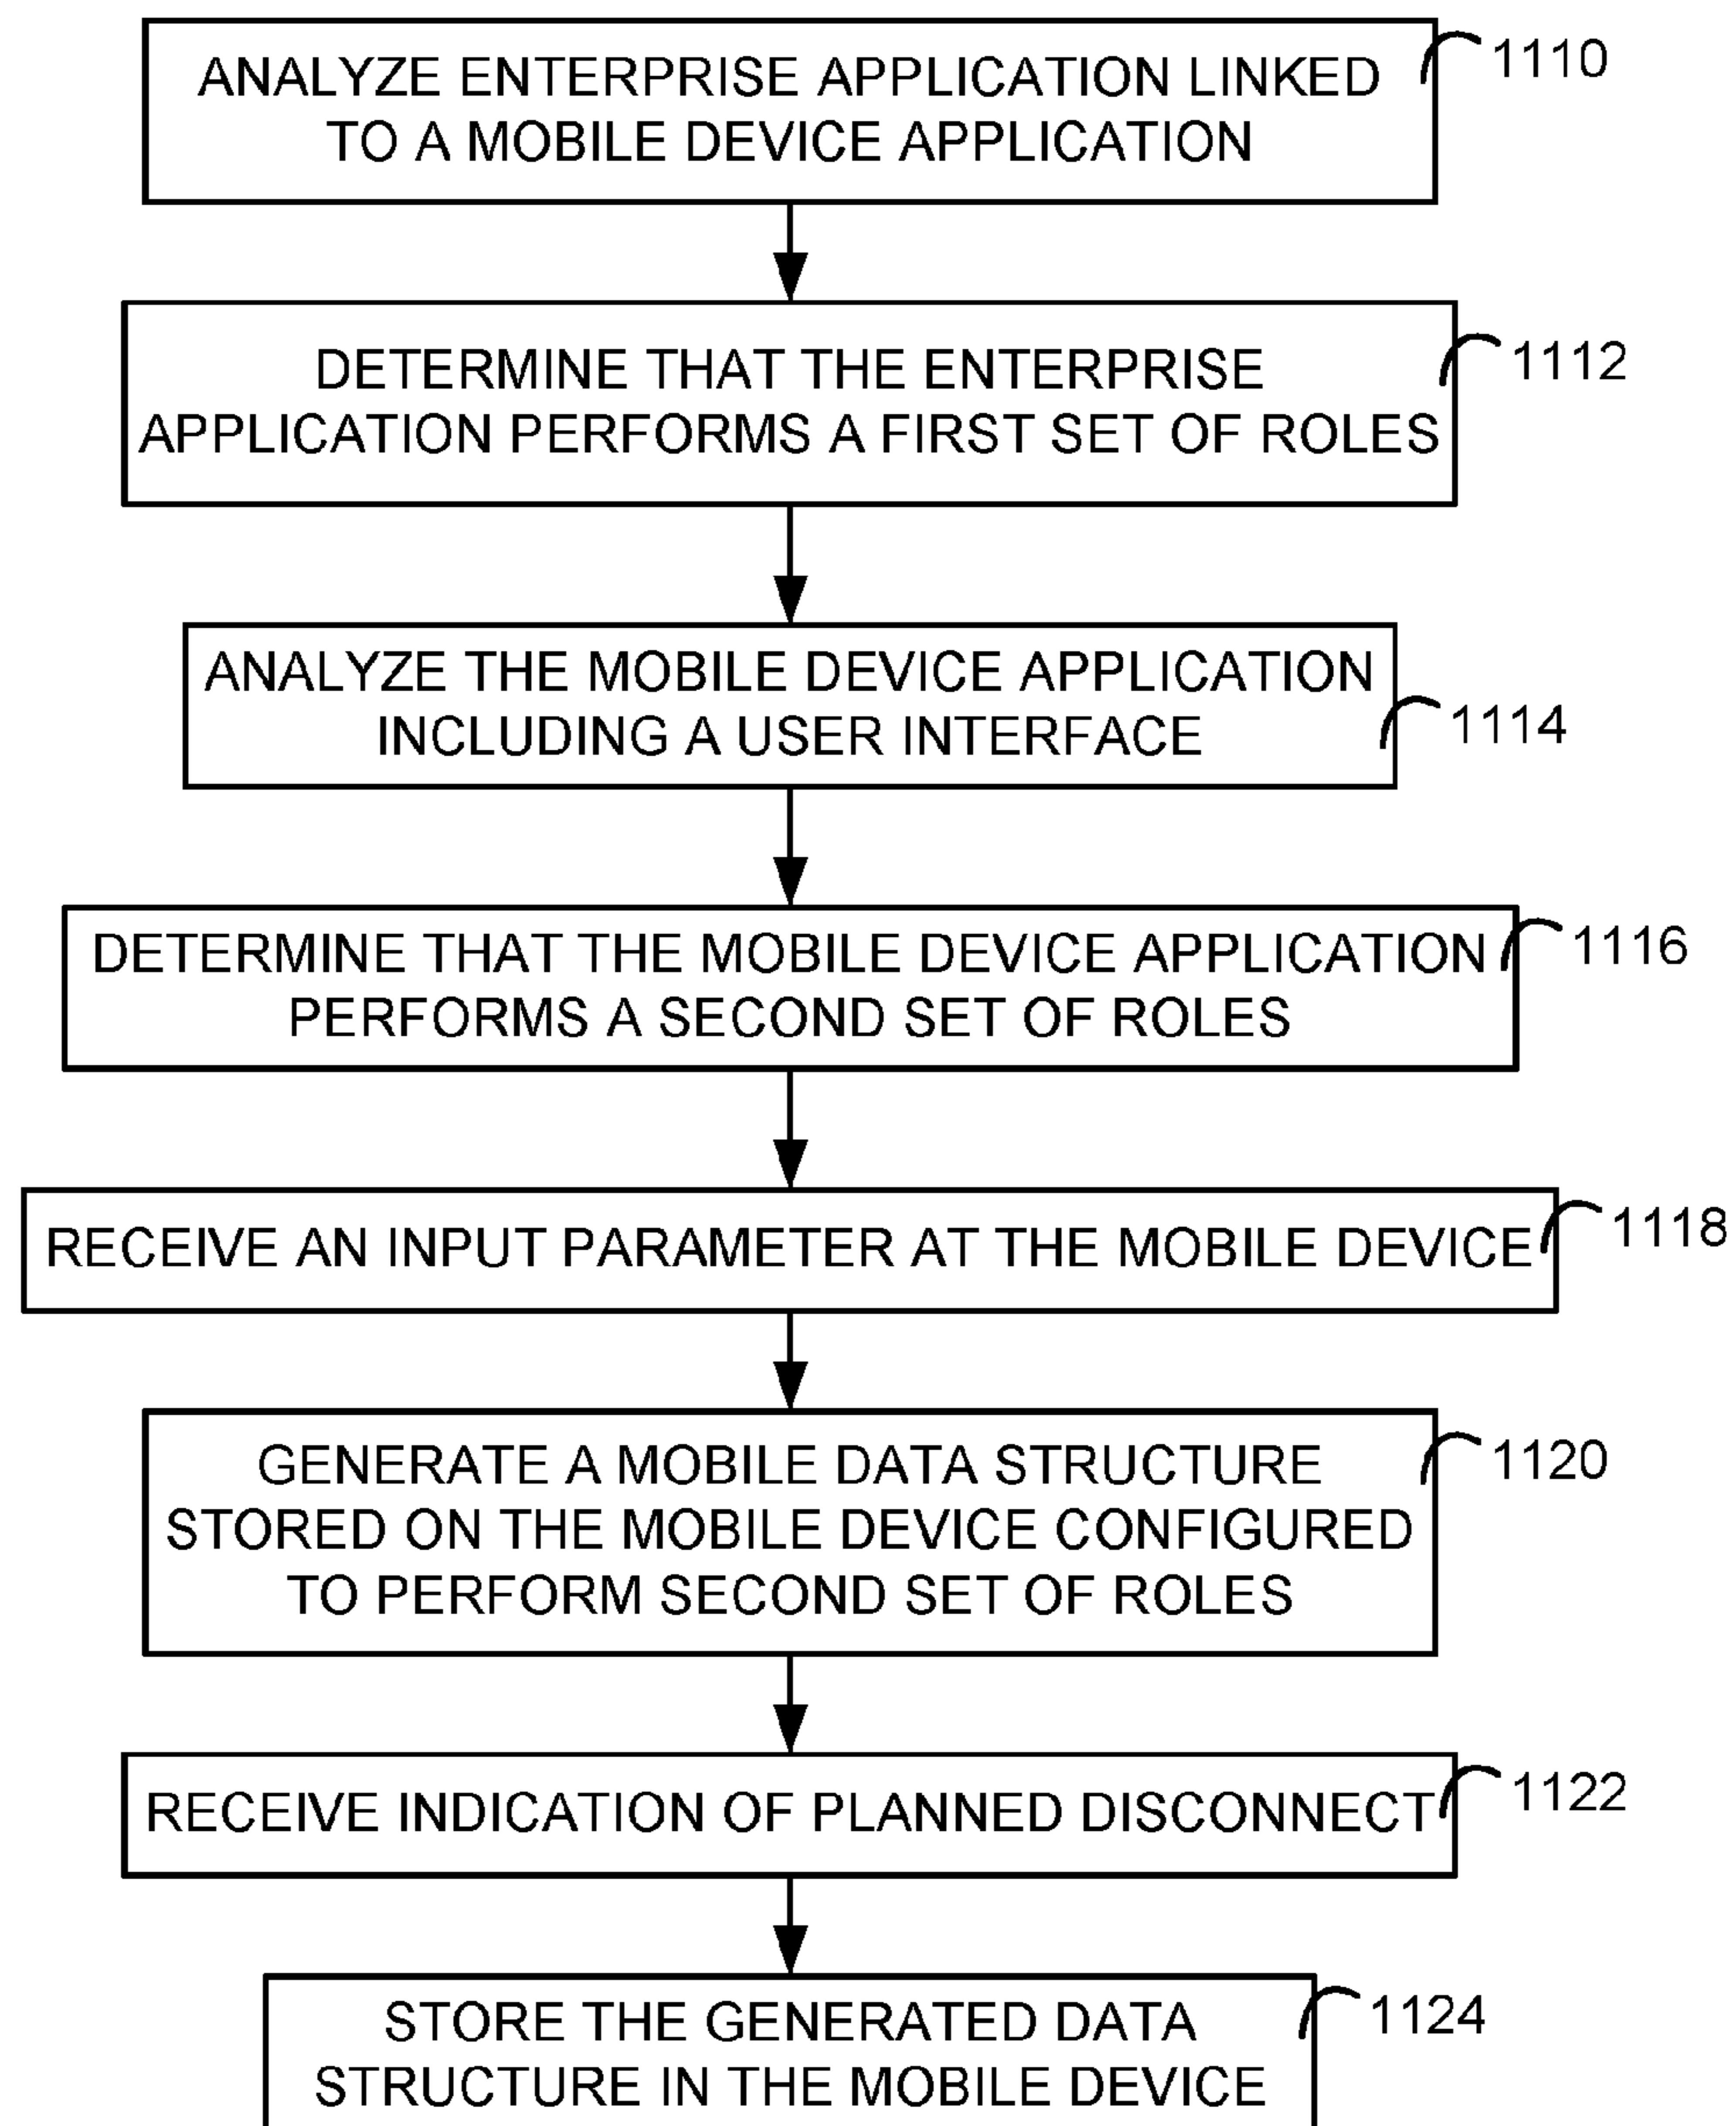 ANALYZE ENTERPRISE APPLICATION LINKED
TO A MOBILE DEVICE APPLICATION
1110
DETERMINE THAT THE ENTERPRISE
APPLICATION PERFORMS A FIRST SET OF ROLES
1112
ANALYZE THE MOBILE DEVICE APPLICATION
INCLUDING A USER INTERFACE
1114
DETERMINE THAT THE MOBILE DEVICE APPLICATION
PERFORMS A SECOND SET OF ROLES
1116
RECEIVE AN INPUT PARAMETER AT THE MOBILE DEVICE
1118
GENERATE A MOBILE DATA STRUCTURE
STORED ON THE MOBILE DEVICE CONFIGURED
TO PERFORM SECOND SET OF ROLES
1120
RECEIVE INDICATION OF PLANNED DISCONNECT
1122
STORE THE GENERATED DATA
STRUCTURE IN THE MOBILE DEVICE
1124